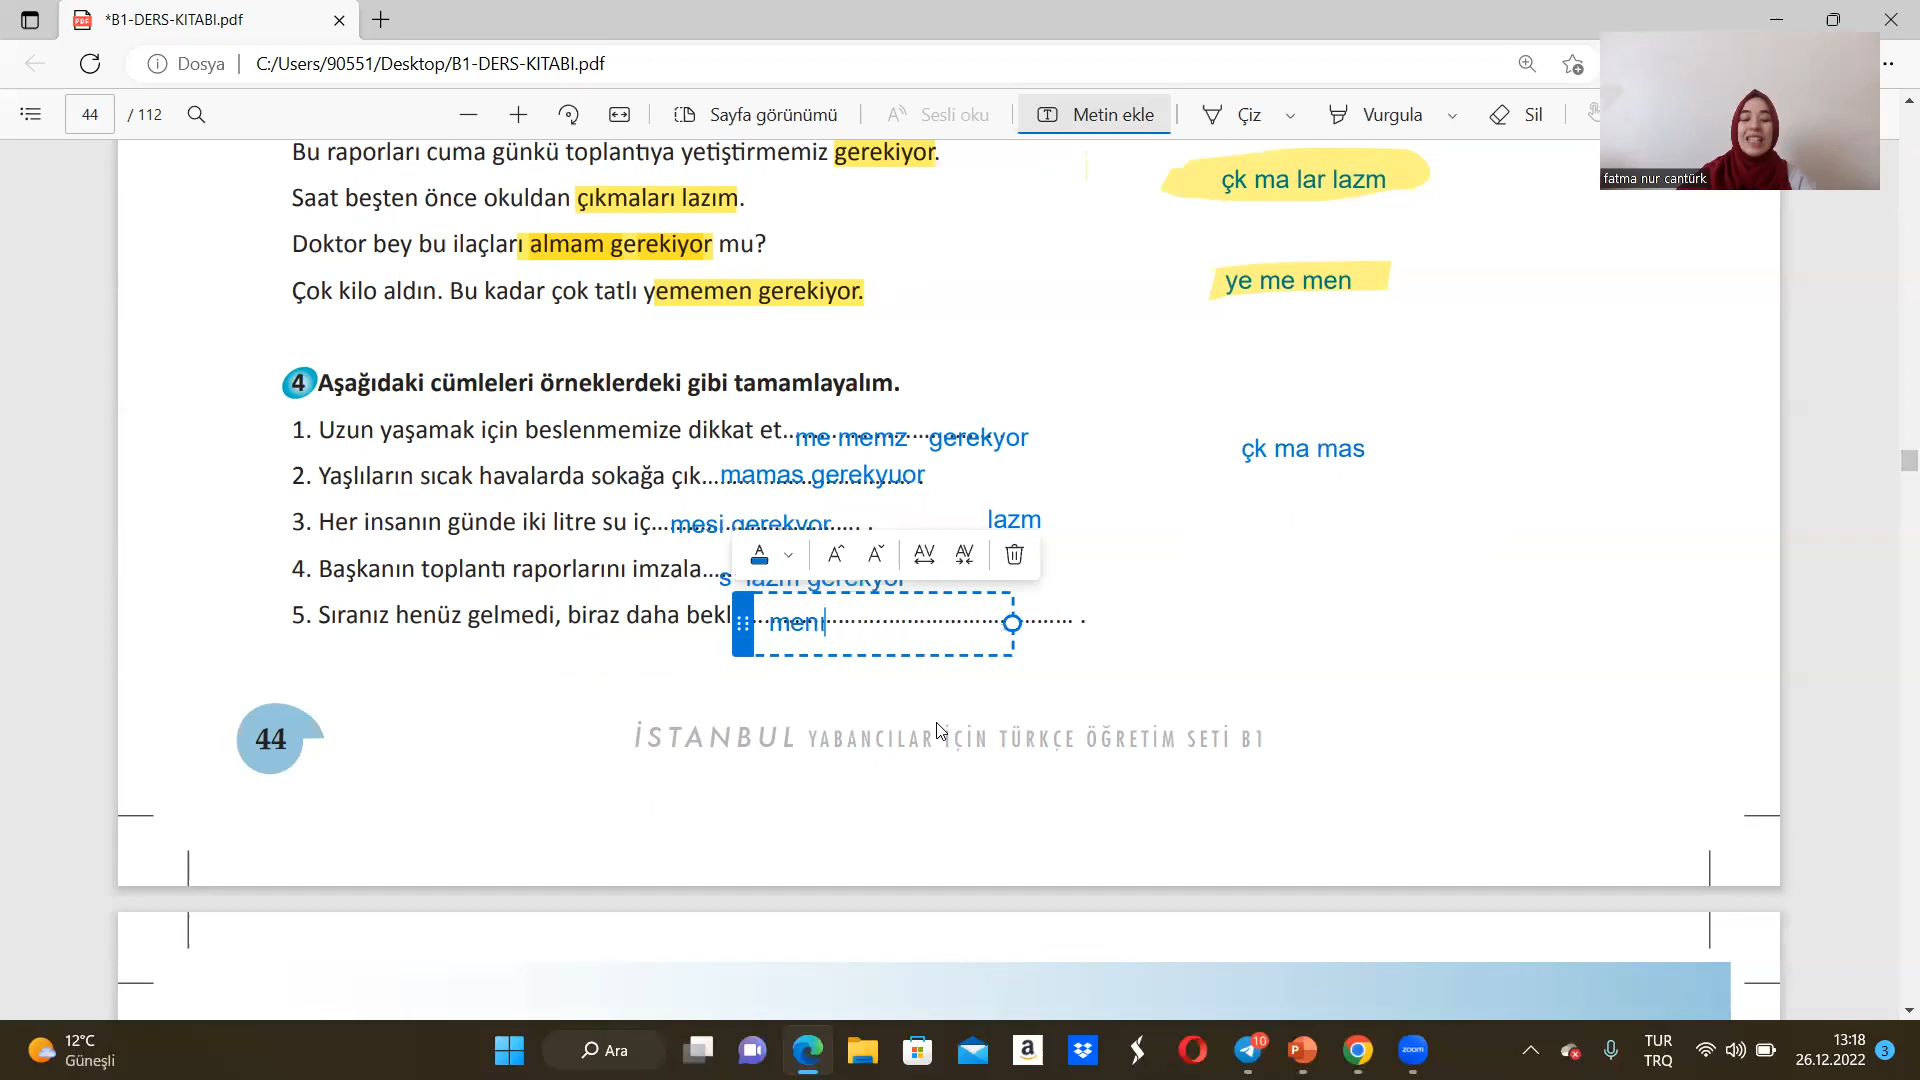 *B1-DERS-KITABI.pdf
Dosya | C:/Users/90551/Desktop/B1-DERS-KITABI.pdf
44 / 112 Sayfa görünümü Sesli oku Metin ekle Çiz Vurgula Sil
fatma nur cantürk
Bu raporları cuma günkü toplantıya yetiştirmemiz gerekiyor.
çk ma lar lazm
Saat beşten önce okuldan çıkmaları lazım.
Doktor bey bu ilaçları almam gerekiyor mu?
Çok kilo aldın. Bu kadar çok tatlı yememen gerekiyor.
ye me men
4 Aşağıdaki cümleleri örneklerdeki gibi tamamlayalım.
1. Uzun yaşamak için beslenmemize dikkat et........................
me memz gerekyor
çk ma mas
2. Yaşlıların sıcak havalarda sokağa çık........................ .
mamas gerekyuor
3. Her insanın günde iki litre su iç........................ .
mesi gerekyor
lazm
4. Başkanın toplantı raporlarını imzala....
s lazm gerekyor
5. Sıranız henüz gelmedi, biraz daha bekl........................ .
44
İSTANBUL YABANCILAR İÇİN TÜRKÇE ÖĞRETİM SETİ B1
12°C
Güneşli
Ara
10
zoom
TUR
TRQ
13:18
26.12.2022
3